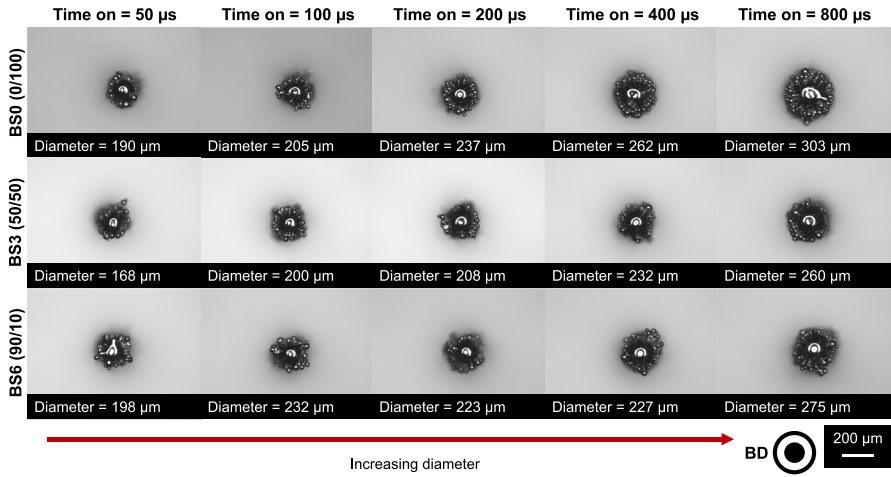 Time on = 50 µs Time on = 100 µs Time on = 200 µs Time on = 400 µs Time on = 800 µs
BS0 (0/100)
Diameter = 190 µm Diameter = 205 µm Diameter = 237 µm Diameter = 262 µm Diameter = 303 µm
BS3 (50/50)
Diameter = 168 µm Diameter = 200 µm Diameter = 208 µm Diameter = 232 µm Diameter = 260 µm
BS6 (90/10)
Diameter = 198 µm Diameter = 232 µm Diameter = 223 µm Diameter = 227 µm Diameter = 275 µm
Increasing diameter
BD
200 µm